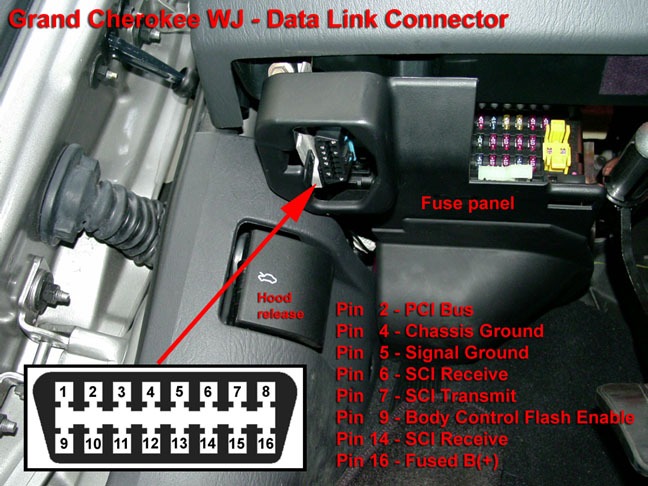 Grand Cherokee WJ - Data Link Connector
Fuse panel
Hood
release
Pin 2 - PCI Bus
Pin 4 - Chassis Ground
Pin 5 - Signal Ground
Pin 6 - SCI Receive
Pin 7 - SCI Transmit
Pin 9 - Body Control Flash Enable
Pin 14 - SCI Receive
Pin 16 - Fused B(+)
1 2 3 4 5 6 7 8
9 10 11 12 13 14 15 16